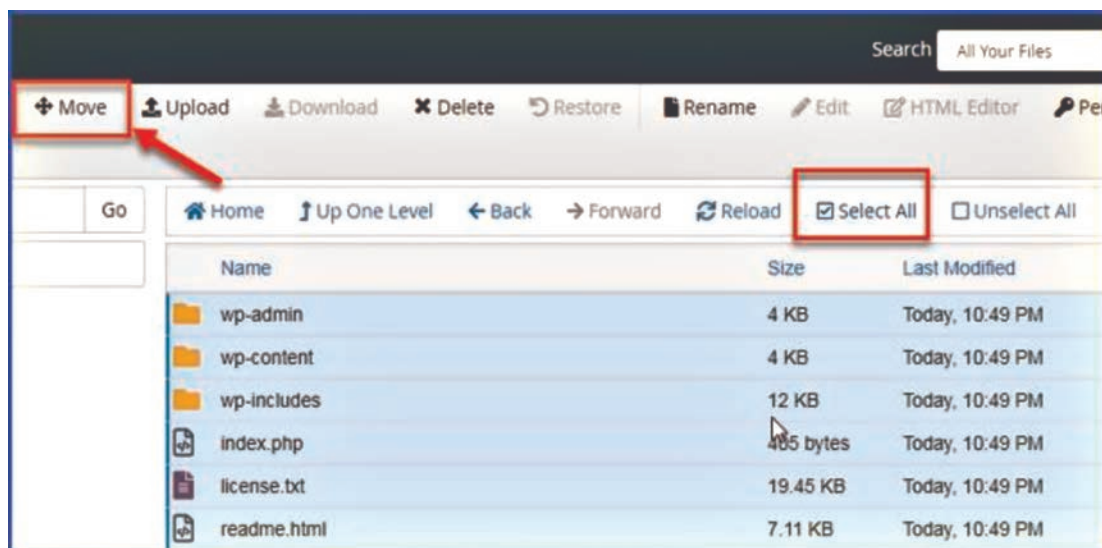 Search All Your Files
Move Upload Download Delete Restore Rename Edit HTML Editor
Go Home Up One Level Back Forward Reload Select All Unselect All
Name Size Last Modified
wp-admin 4 KB Today, 10:49 PM
wp-content 4 KB Today, 10:49 PM
wp-includes 12 KB Today, 10:49 PM
index.php bytes Today, 10:49 PM
license.txt 19.45 KB Today, 10:49 PM
readme.html 7.11 KB Today, 10:49 PM